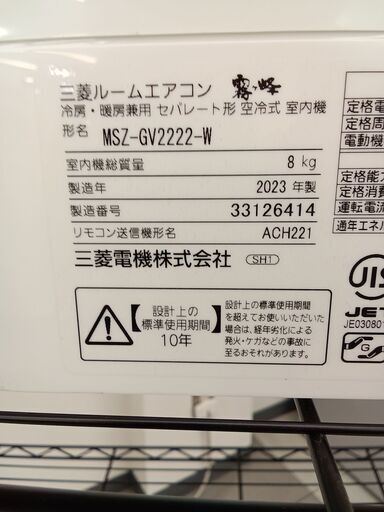 三菱ルームエアコン 霧ヶ峰
冷房・暖房兼用 セパレート形 空冷式 室内機
形名 MSZ-GV2222-W
室内機総質量 8 kg
製造年 2023 年製
製造番号 33126414
リモコン送信機形名 ACH221
三菱電機株式会社 SH1
【設計上の標準使用期間】10年
設計上の標準使用期間
を超えてお使いいただいた
場合は、経年劣化による
発火・ケガなどの事故に
至るおそれがあります。
定格電
定格周
電動機
定格能力
定格消費
運転電流
通年エネル
JIS
JET
JE030801
G